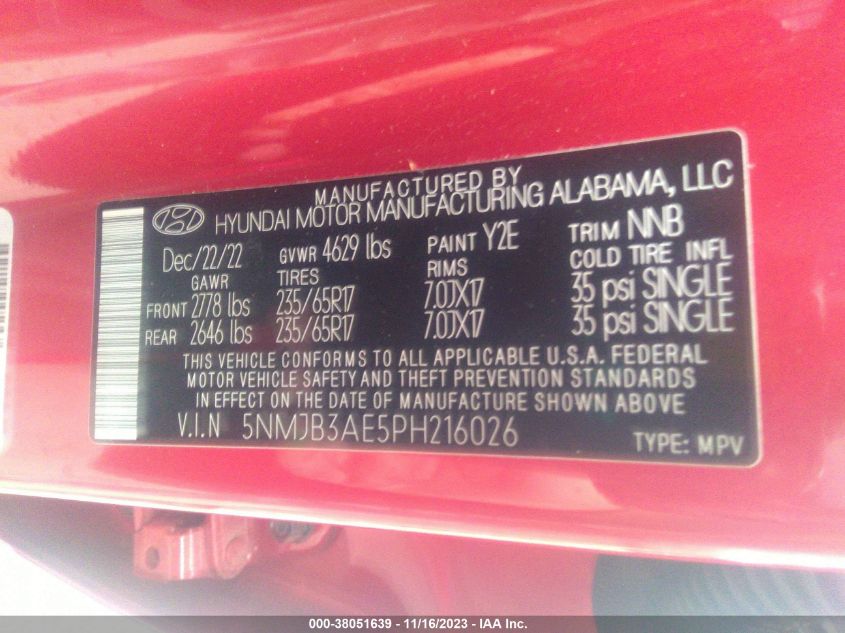 MANUFACTURED BY
HYUNDAI MOTOR MANUFACTURING ALABAMA, LLC
Dec/22/22 GVWR 4629 lbs PAINT Y2E TRIM NNB
GAWR TIRES RIMS COLD TIRE INFL
FRONT 2778 lbs 235/65R17 7.0JX17 35 psi SINGLE
REAR 2646 lbs 235/65R17 7.0JX17 35 psi SINGLE
THIS VEHICLE CONFORMS TO ALL APPLICABLE U.S.A. FEDERAL
MOTOR VEHICLE SAFETY AND THEFT PREVENTION STANDARDS
IN EFFECT ON THE DATE OF MANUFACTURE SHOWN ABOVE
V.I.N 5NMJB3AE5PH216026 TYPE: MPV
000-38051639 - 11/16/2023 - IAA Inc.